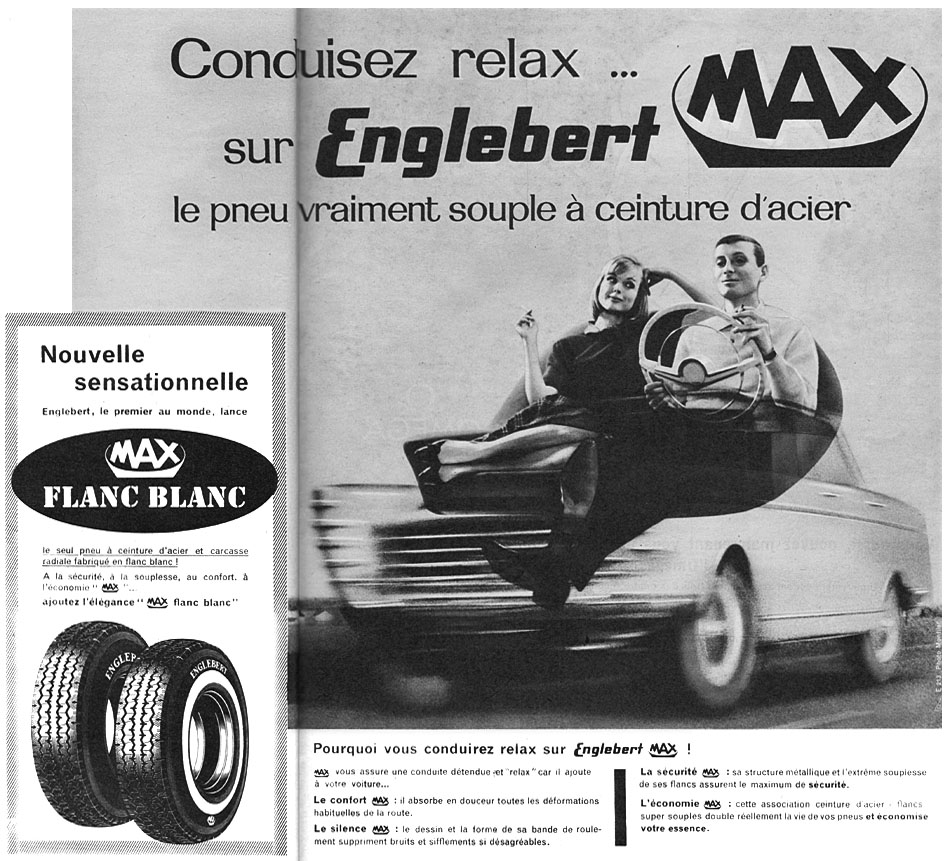 Conduisez relax ...
sur Englebert MAX
le pneu vraiment souple à ceinture d'acier
Nouvelle
sensationnelle
Englebert, le premier au monde, lance
MAX
FLANC BLANC
le seul pneu à ceinture d'acier et carcasse
radiale fabriqué en flanc blanc !
A la sécurité, à la souplesse, au confort, à
l'économie " MAX "...
ajoutez l'élégance " MAX flanc blanc"
ENGLEB
ENGLEBERT
Pourquoi vous conduirez relax sur Englebert MAX !
MAX vous assure une conduite détendue et "relax" car il ajoute
à votre voiture...
Le confort MAX : il absorbe en douceur toutes les déformations
habituelles de la route.
Le silence MAX : le dessin et la forme de sa bande de roule-
ment suppriment bruits et sifflements si désagréables.
La sécurité MAX : sa structure métallique et l'extrême souplesse
de ses flancs assurent le maximum de sécurité.
L'économie MAX : cette association ceinture d'acier - flancs
super souples double réellement la vie de vos pneus et économise
votre essence.